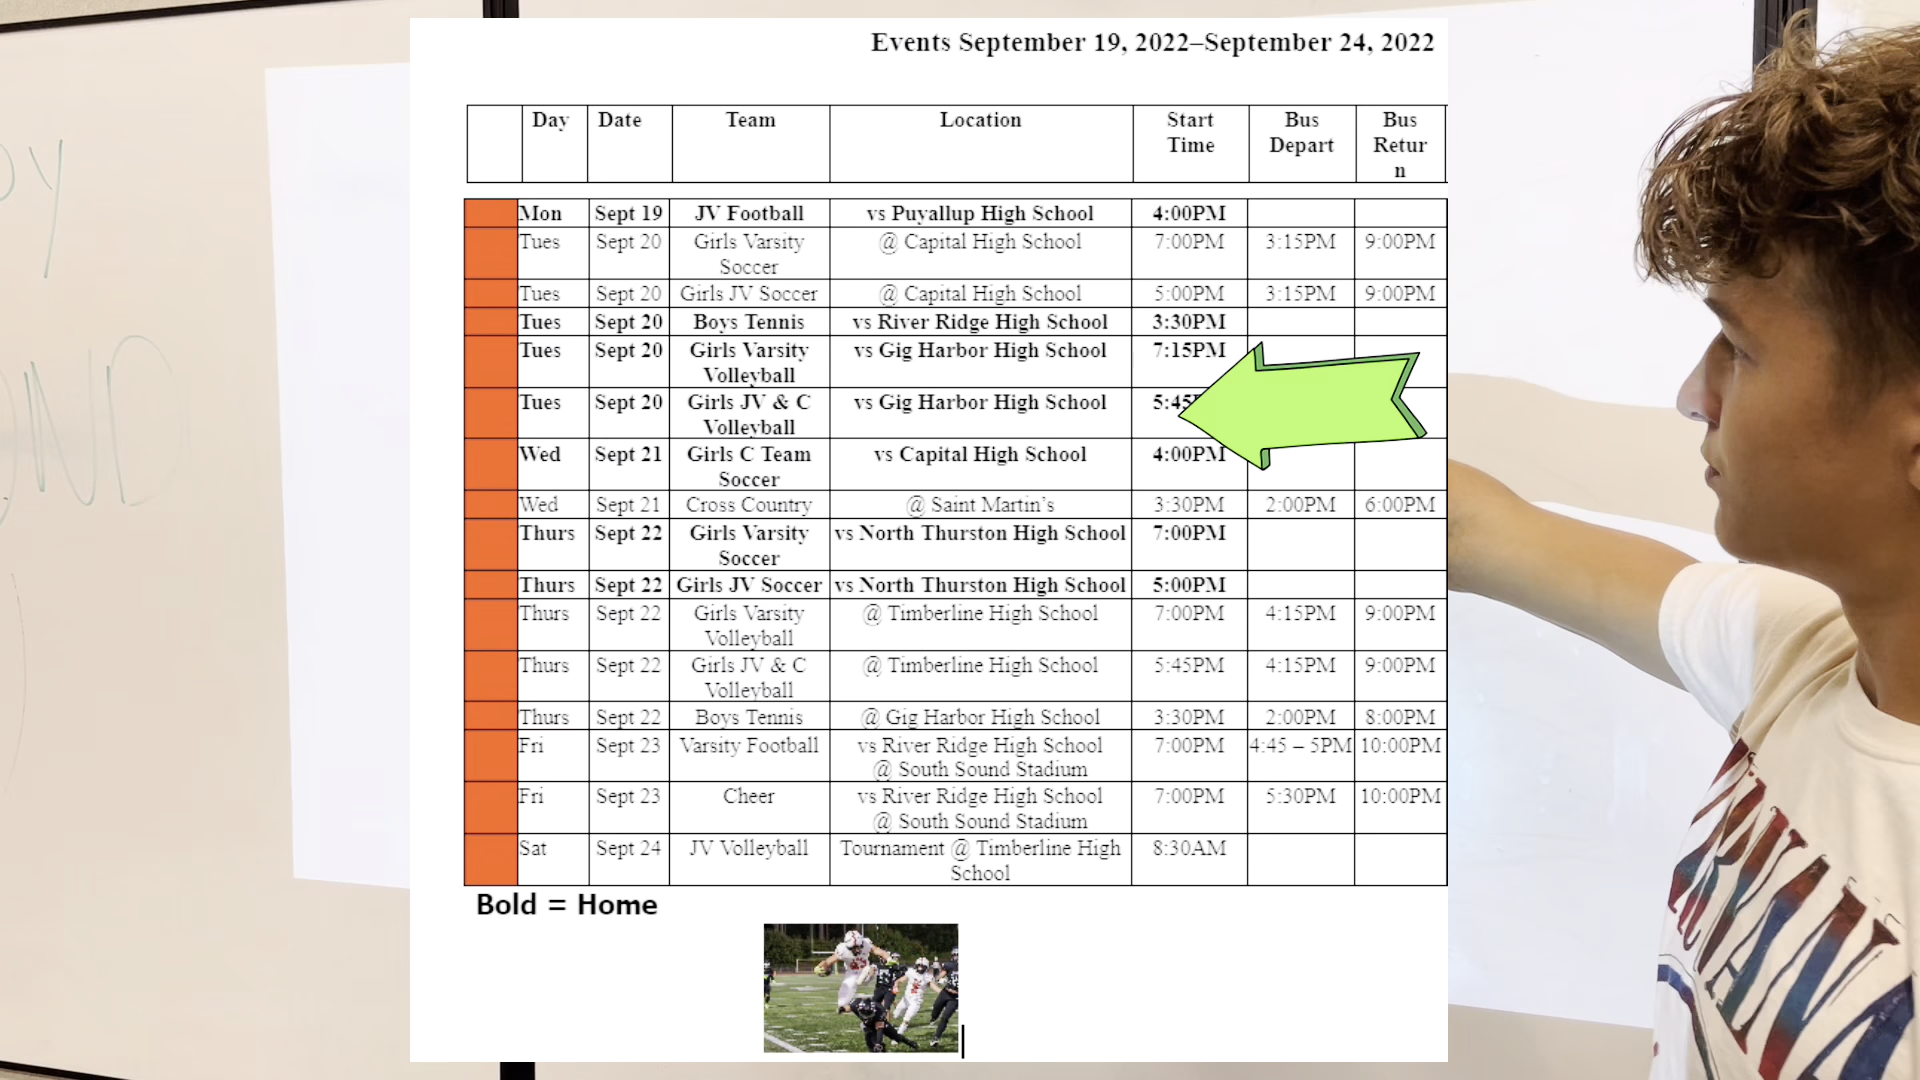 Events September 19, 2022–September 24, 2022
Day Date Team Location Start Time Bus Depart Bus Retur n
Mon Sept 19 JV Football vs Puyallup High School 4:00PM
Tues Sept 20 Girls Varsity Soccer @ Capital High School 7:00PM 3:15PM 9:00PM
Tues Sept 20 Girls JV Soccer @ Capital High School 5:00PM 3:15PM 9:00PM
Tues Sept 20 Boys Tennis vs River Ridge High School 3:30PM
Tues Sept 20 Girls Varsity Volleyball vs Gig Harbor High School 7:15PM
Tues Sept 20 Girls JV & C Volleyball vs Gig Harbor High School 5:45
Wed Sept 21 Girls C Team Soccer vs Capital High School 4:00PM
Wed Sept 21 Cross Country @ Saint Martin's 3:30PM 2:00PM 6:00PM
Thurs Sept 22 Girls Varsity Soccer vs North Thurston High School 7:00PM
Thurs Sept 22 Girls JV Soccer vs North Thurston High School 5:00PM
Thurs Sept 22 Girls Varsity Volleyball @ Timberline High School 7:00PM 4:15PM 9:00PM
Thurs Sept 22 Girls JV & C Volleyball @ Timberline High School 5:45PM 4:15PM 9:00PM
Thurs Sept 22 Boys Tennis @ Gig Harbor High School 3:30PM 2:00PM 8:00PM
Fri Sept 23 Varsity Football vs River Ridge High School @ South Sound Stadium 7:00PM 4:45 – 5PM 10:00PM
Fri Sept 23 Cheer vs River Ridge High School @ South Sound Stadium 7:00PM 5:30PM 10:00PM
Sat Sept 24 JV Volleyball Tournament @ Timberline High School 8:30AM
Bold = Home